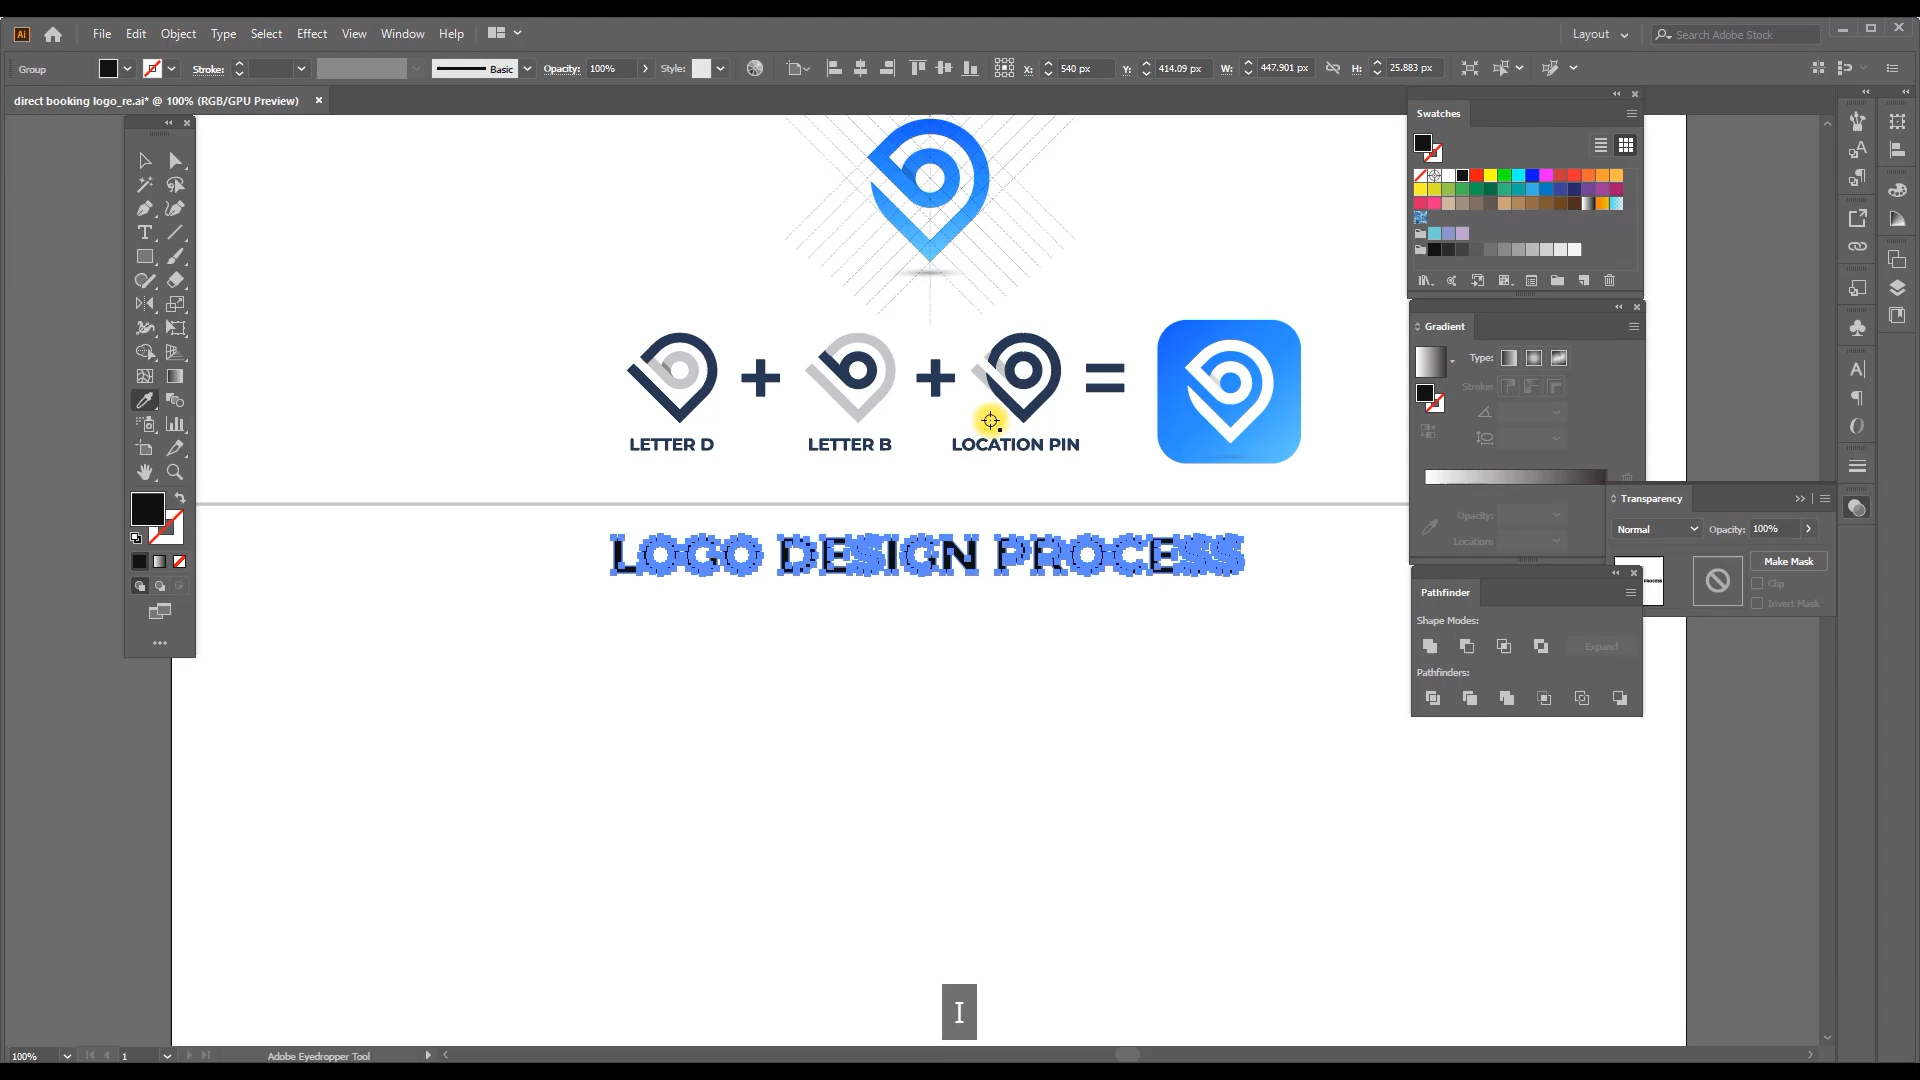 Ai File Edit Object Type Select Effect View Window Help Layout Search Adobe Stock
Group Stroke: Basic Opacity: 100% Style: X: 540 px Y: 414.09 px W: 447.901 px H: 25.883 px
direct booking logo_re.ai* @ 100% (RGB/GPU Preview)
Swatches
Gradient
Type:
Stroke:
LETTER D LETTER B LOCATION PIN
Opacity:
Location:
Transparency
Normal Opacity: 100%
Make Mask
Clip
Invert Mask
LOGO DESIGN PROCESS
Pathfinder
Shape Modes:
Expand
Pathfinders:
I
100% 1 Adobe Eyedropper Tool